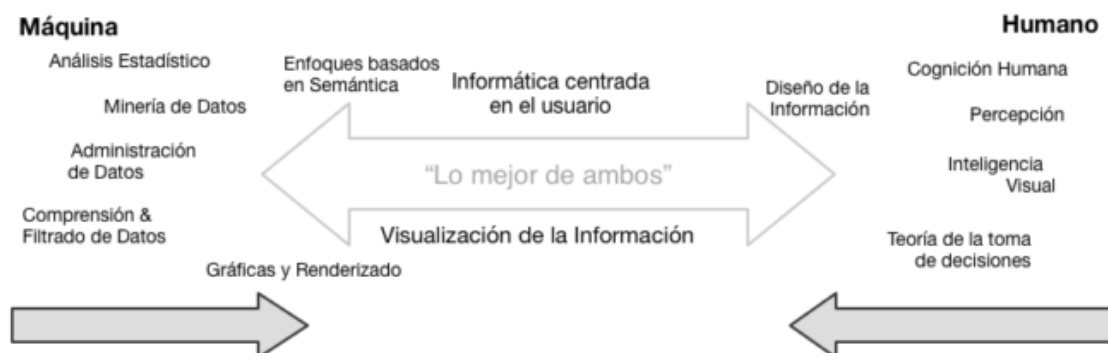 Máquina
Humano
Análisis Estadístico
Enfoques basados
en Semántica
Informática centrada
en el usuario
Diseño de la
Información
Cognición Humana
Minería de Datos
Percepción
Administración
de Datos
"Lo mejor de ambos"
Inteligencia
Visual
Comprensión &
Filtrado de Datos
Visualización de la Información
Teoría de la toma
de decisiones
Gráficas y Renderizado